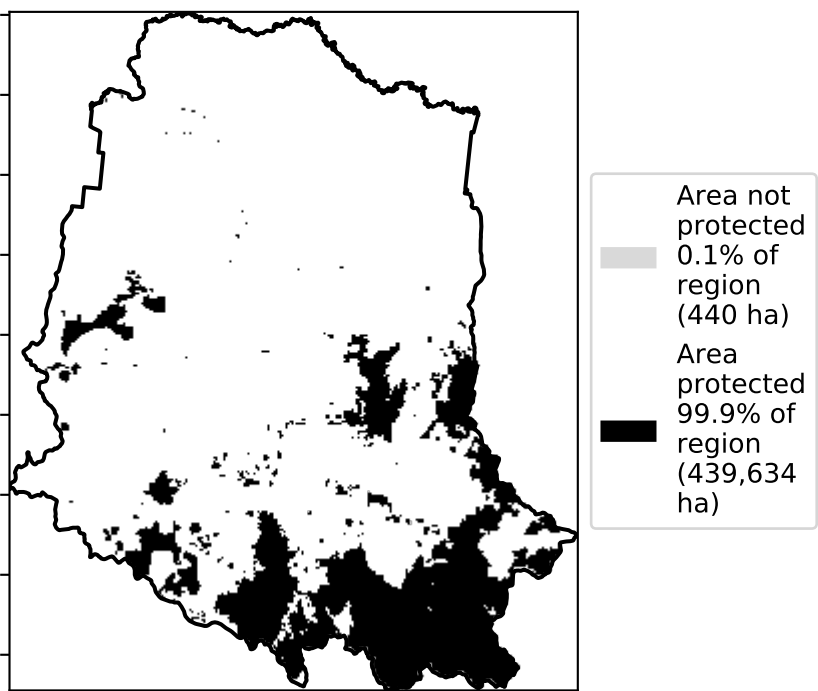 Area not
protected
0.1% of
region
(440 ha)
Area
protected
99.9% of
region
(439,634
ha)